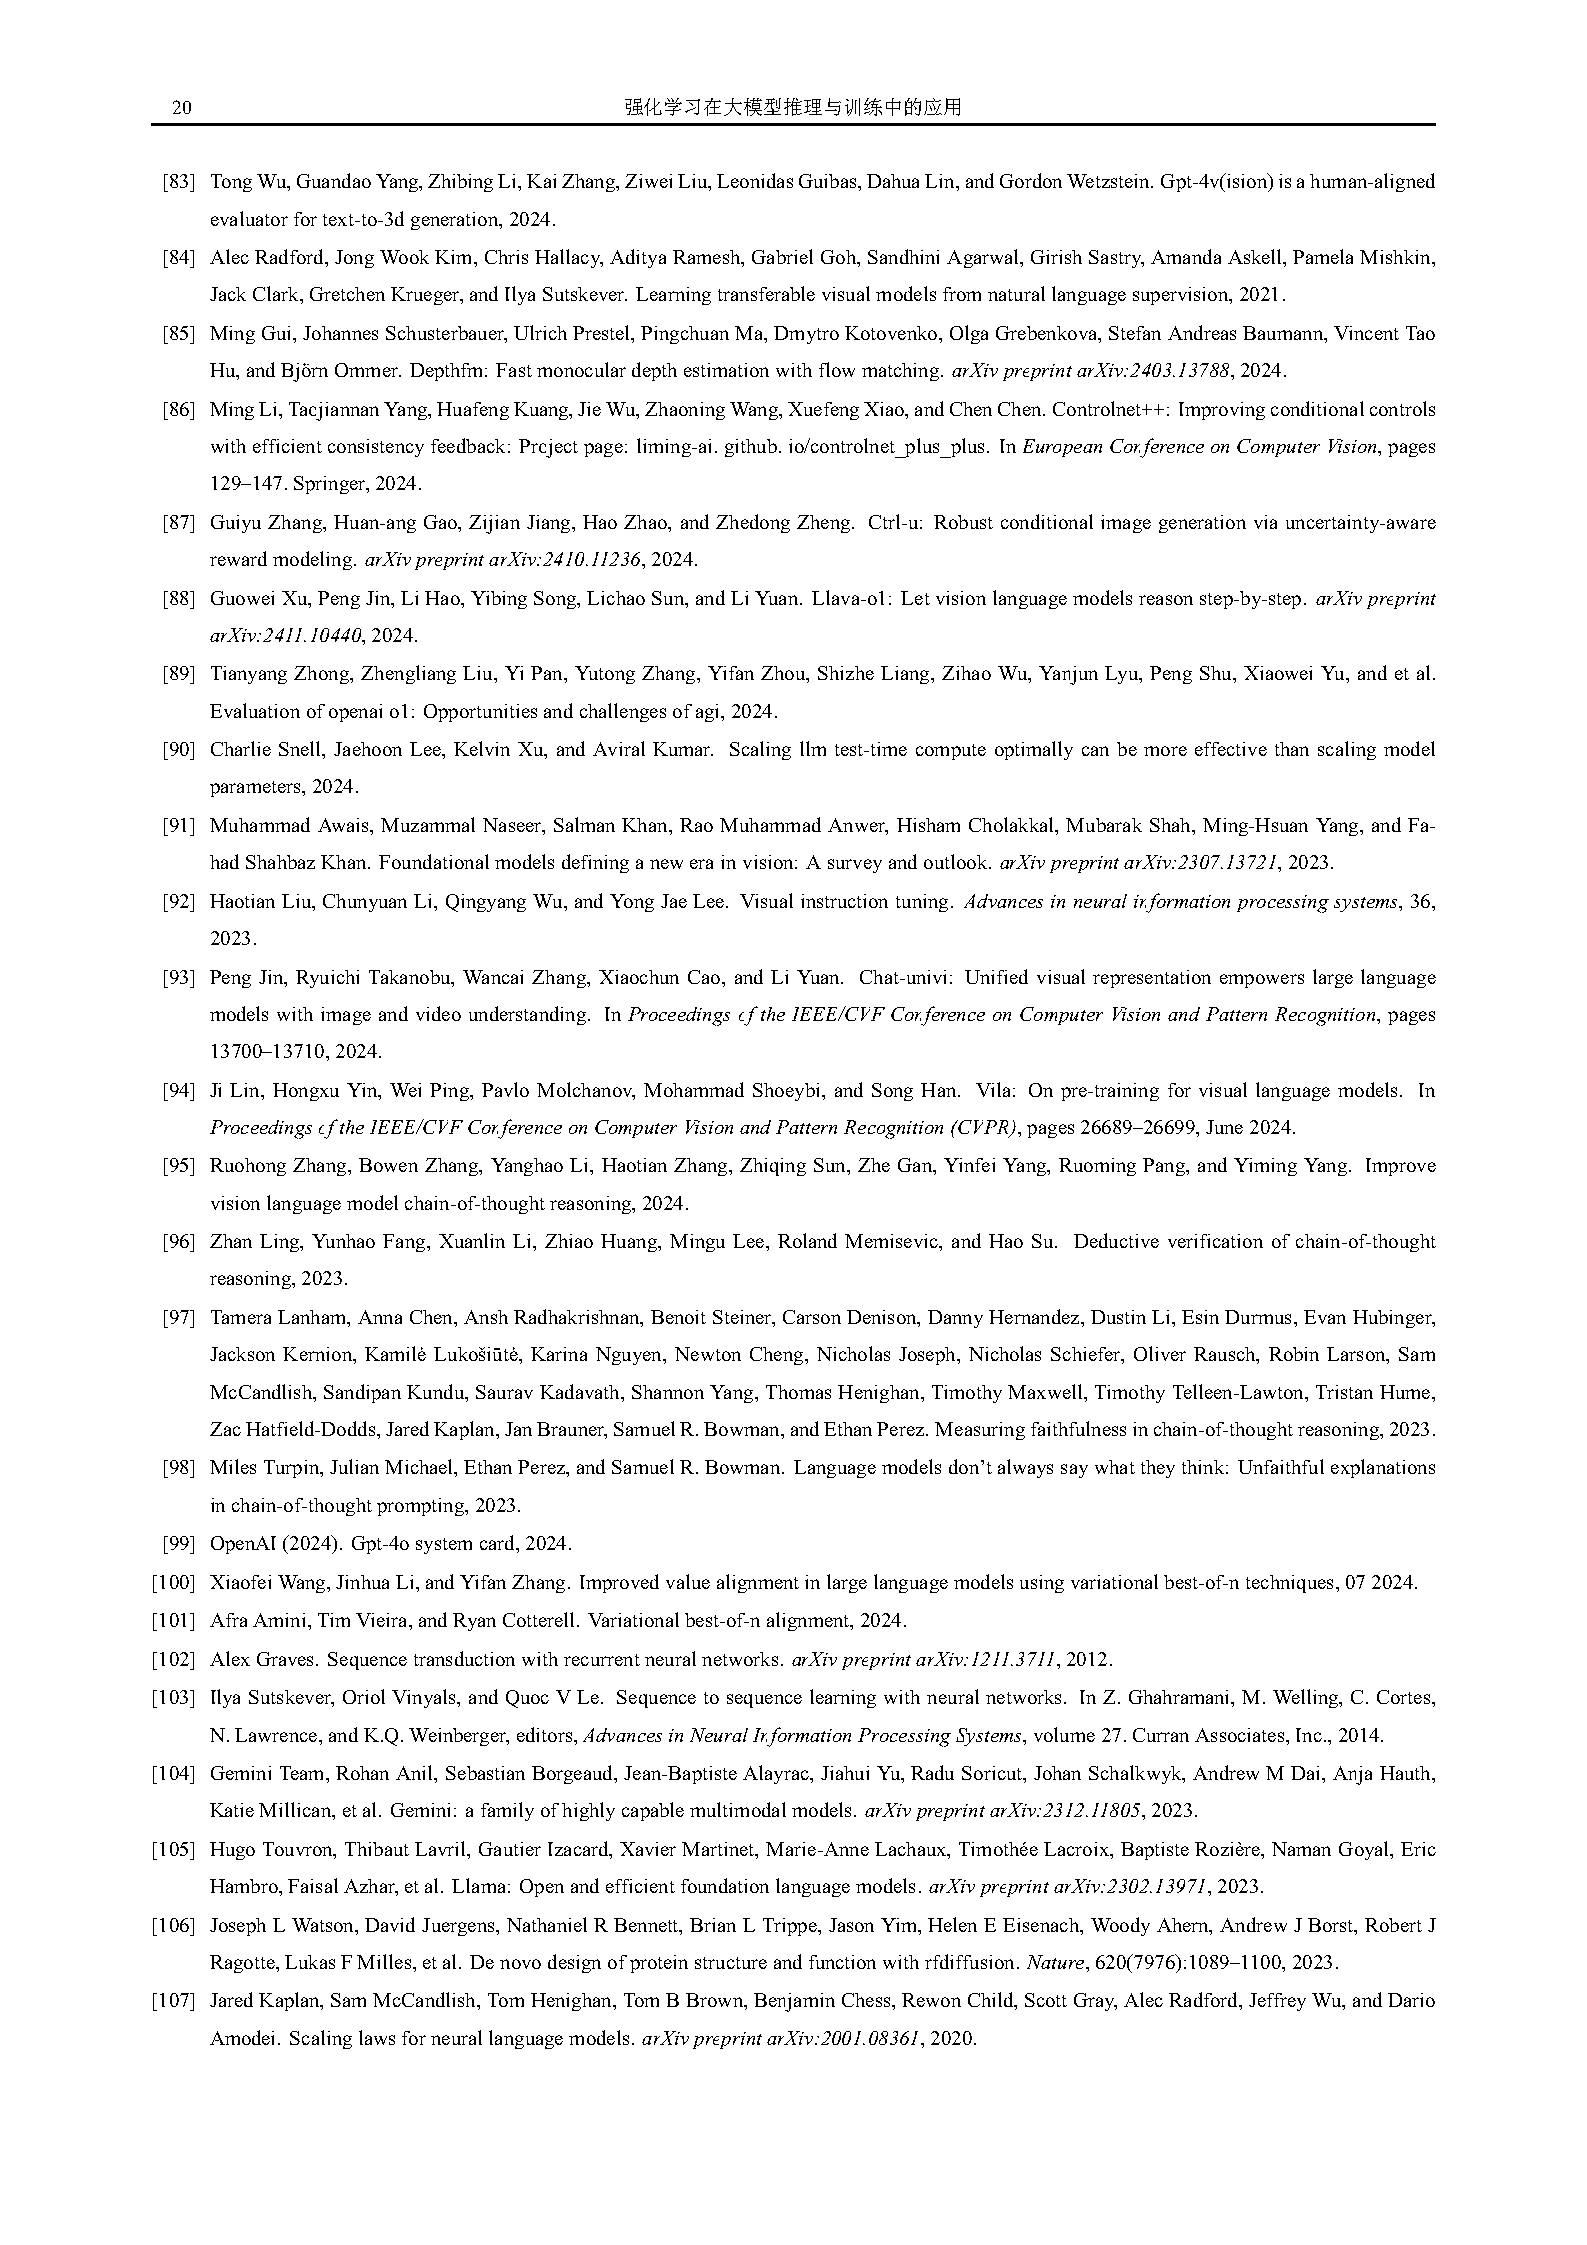 20
强化学习在大模型推理与训练中的应用
[83] Tong Wu, Guandao Yang, Zhibing Li, Kai Zhang, Ziwei Liu, Leonidas Guibas, Dahua Lin, and Gordon Wetzstein. Gpt-4v(ision) is a human-aligned
evaluator for text-to-3d generation, 2024.
[84] Alec Radford, Jong Wook Kim, Chris Hallacy, Aditya Ramesh, Gabriel Goh, Sandhini Agarwal, Girish Sastry, Amanda Askell, Pamela Mishkin,
Jack Clark, Gretchen Krueger, and Ilya Sutskever. Learning transferable visual models from natural language supervision, 2021.
[85] Ming Gui, Johannes Schusterbauer, Ulrich Prestel, Pingchuan Ma, Dmytro Kotovenko, Olga Grebenkova, Stefan Andreas Baumann, Vincent Tao
Hu, and Björn Ommer. Depthfm: Fast monocular depth estimation with flow matching. arXiv preprint arXiv:2403.13788, 2024.
[86] Ming Li, Taojiannan Yang, Huafeng Kuang, Jie Wu, Zhaoning Wang, Xuefeng Xiao, and Chen Chen. Controlnet++: Improving conditional controls
with efficient consistency feedback: Project page: liming-ai. github. io/controlnet_plus_plus. In European Conference on Computer Vision, pages
129–147. Springer, 2024.
[87] Guiyu Zhang, Huan-ang Gao, Zijian Jiang, Hao Zhao, and Zhedong Zheng. Ctrl-u: Robust conditional image generation via uncertainty-aware
reward modeling. arXiv preprint arXiv:2410.11236, 2024.
[88] Guowei Xu, Peng Jin, Li Hao, Yibing Song, Lichao Sun, and Li Yuan. Llava-o1: Let vision language models reason step-by-step. arXiv preprint
arXiv:2411.10440, 2024.
[89] Tianyang Zhong, Zhengliang Liu, Yi Pan, Yutong Zhang, Yifan Zhou, Shizhe Liang, Zihao Wu, Yanjun Lyu, Peng Shu, Xiaowei Yu, and et al.
Evaluation of openai o1: Opportunities and challenges of agi, 2024.
[90] Charlie Snell, Jaehoon Lee, Kelvin Xu, and Aviral Kumar. Scaling llm test-time compute optimally can be more effective than scaling model
parameters, 2024.
[91] Muhammad Awais, Muzammal Naseer, Salman Khan, Rao Muhammad Anwer, Hisham Cholakkal, Mubarak Shah, Ming-Hsuan Yang, and Fa-
had Shahbaz Khan. Foundational models defining a new era in vision: A survey and outlook. arXiv preprint arXiv:2307.13721, 2023.
[92] Haotian Liu, Chunyuan Li, Qingyang Wu, and Yong Jae Lee. Visual instruction tuning. Advances in neural information processing systems, 36,
2023.
[93] Peng Jin, Ryuichi Takanobu, Wancai Zhang, Xiaochun Cao, and Li Yuan. Chat-univi: Unified visual representation empowers large language
models with image and video understanding. In Proceedings of the IEEE/CVF Conference on Computer Vision and Pattern Recognition, pages
13700–13710, 2024.
[94] Ji Lin, Hongxu Yin, Wei Ping, Pavlo Molchanov, Mohammad Shoeybi, and Song Han. Vila: On pre-training for visual language models. In
Proceedings of the IEEE/CVF Conference on Computer Vision and Pattern Recognition (CVPR), pages 26689–26699, June 2024.
[95] Ruohong Zhang, Bowen Zhang, Yanghao Li, Haotian Zhang, Zhiqing Sun, Zhe Gan, Yinfei Yang, Ruoming Pang, and Yiming Yang. Improve
vision language model chain-of-thought reasoning, 2024.
[96] Zhan Ling, Yunhao Fang, Xuanlin Li, Zhiao Huang, Mingu Lee, Roland Memisevic, and Hao Su. Deductive verification of chain-of-thought
reasoning, 2023.
[97] Tamera Lanham, Anna Chen, Ansh Radhakrishnan, Benoit Steiner, Carson Denison, Danny Hernandez, Dustin Li, Esin Durmus, Evan Hubinger,
Jackson Kernion, Kamilė Lukošiūtė, Karina Nguyen, Newton Cheng, Nicholas Joseph, Nicholas Schiefer, Oliver Rausch, Robin Larson, Sam
McCandlish, Sandipan Kundu, Saurav Kadavath, Shannon Yang, Thomas Henighan, Timothy Maxwell, Timothy Telleen-Lawton, Tristan Hume,
Zac Hatfield-Dodds, Jared Kaplan, Jan Brauner, Samuel R. Bowman, and Ethan Perez. Measuring faithfulness in chain-of-thought reasoning, 2023.
[98] Miles Turpin, Julian Michael, Ethan Perez, and Samuel R. Bowman. Language models don’t always say what they think: Unfaithful explanations
in chain-of-thought prompting, 2023.
[99] OpenAI (2024). Gpt-4o system card, 2024.
[100] Xiaofei Wang, Jinhua Li, and Yifan Zhang. Improved value alignment in large language models using variational best-of-n techniques, 07 2024.
[101] Afra Amini, Tim Vieira, and Ryan Cotterell. Variational best-of-n alignment, 2024.
[102] Alex Graves. Sequence transduction with recurrent neural networks. arXiv preprint arXiv:1211.3711, 2012.
[103] Ilya Sutskever, Oriol Vinyals, and Quoc V Le. Sequence to sequence learning with neural networks. In Z. Ghahramani, M. Welling, C. Cortes,
N. Lawrence, and K.Q. Weinberger, editors, Advances in Neural Information Processing Systems, volume 27. Curran Associates, Inc., 2014.
[104] Gemini Team, Rohan Anil, Sebastian Borgeaud, Jean-Baptiste Alayrac, Jiahui Yu, Radu Soricut, Johan Schalkwyk, Andrew M Dai, Anja Hauth,
Katie Millican, et al. Gemini: a family of highly capable multimodal models. arXiv preprint arXiv:2312.11805, 2023.
[105] Hugo Touvron, Thibaut Lavril, Gautier Izacard, Xavier Martinet, Marie-Anne Lachaux, Timothée Lacroix, Baptiste Rozière, Naman Goyal, Eric
Hambro, Faisal Azhar, et al. Llama: Open and efficient foundation language models. arXiv preprint arXiv:2302.13971, 2023.
[106] Joseph L Watson, David Juergens, Nathaniel R Bennett, Brian L Trippe, Jason Yim, Helen E Eisenach, Woody Ahern, Andrew J Borst, Robert J
Ragotte, Lukas F Milles, et al. De novo design of protein structure and function with rfdiffusion. Nature, 620(7976):1089–1100, 2023.
[107] Jared Kaplan, Sam McCandlish, Tom Henighan, Tom B Brown, Benjamin Chess, Rewon Child, Scott Gray, Alec Radford, Jeffrey Wu, and Dario
Amodei. Scaling laws for neural language models. arXiv preprint arXiv:2001.08361, 2020.